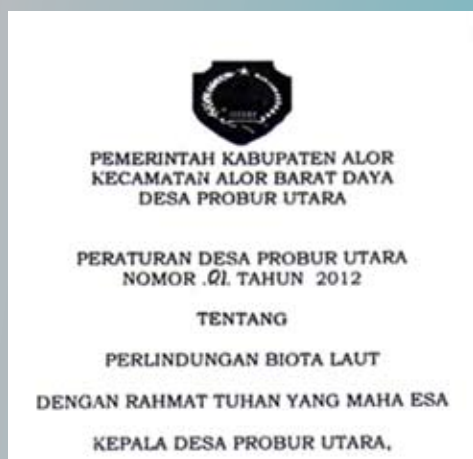 PEMERINTAH KABUPATEN ALOR
KECAMATAN ALOR BARAT DAYA
DESA PROBUR UTARA
PERATURAN DESA PROBUR UTARA
NOMOR .01. TAHUN 2012
TENTANG
PERLINDUNGAN BIOTA LAUT
DENGAN RAHMAT TUHAN YANG MAHA ESA
KEPALA DESA PROBUR UTARA,